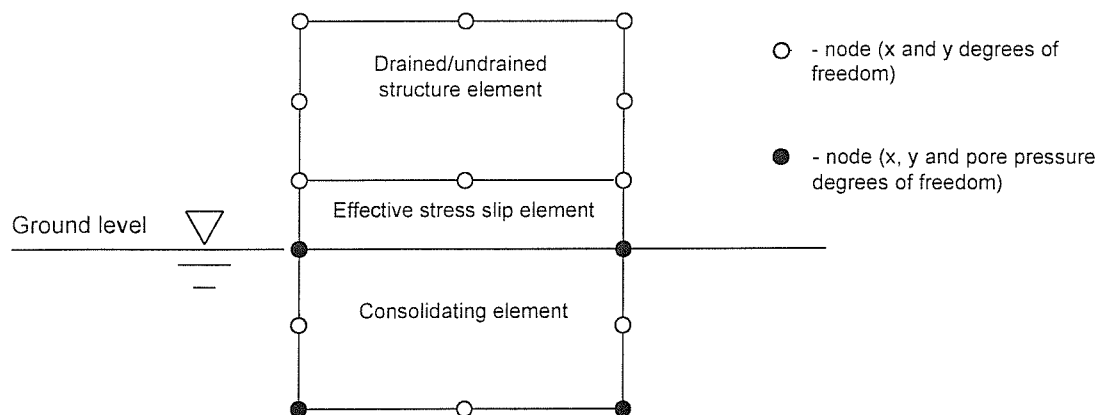 Drained/undrained
structure element
Effective stress slip element
Ground level
Consolidating element
- node (x and y degrees of
freedom)
- node (x, y and pore pressure
degrees of freedom)